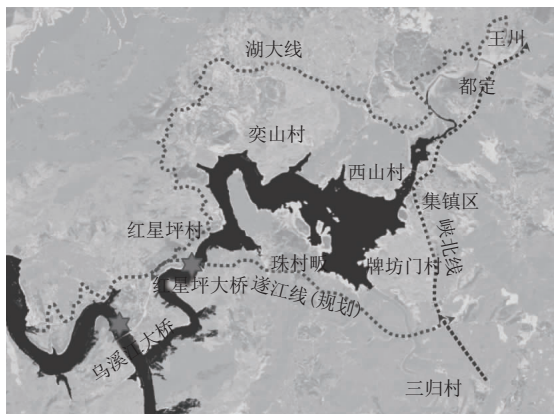 王川
湖大线
都定
奕山村
西山村
集镇区
峡北线
红星坪村
珠村畈
牌坊门村
红星坪大桥
遂江线(规划)
乌溪江大桥
三归村